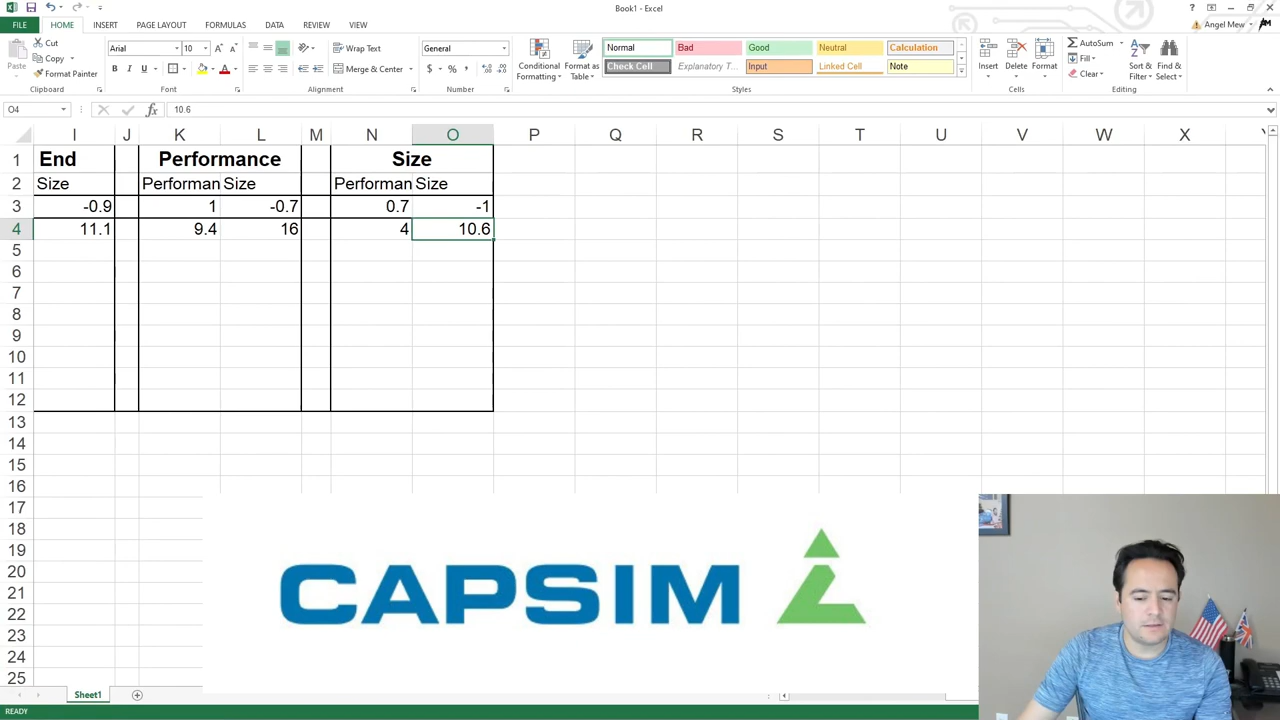 Book1 - Excel
FILE HOME INSERT PAGE LAYOUT FORMULAS DATA REVIEW VIEW
Angel Mew
Paste
Cut
Copy
Format Painter
Clipboard
Arial 10
B I U
Font
Wrap Text
Merge & Center
Alignment
General
$ % ,
Number
Conditional Formatting
Format as Table
Normal Bad Good Neutral Calculation
Check Cell Explanatory T... Input Linked Cell Note
Styles
Insert Delete Format
Cells
AutoSum
Fill
Clear
Sort & Filter
Find & Select
Editing
O4 fx 10.6
I J K L M N O P Q R S T U V W X
1 End Performance Size
2 Size Performan Size Performan Size
3 -0.9 1 -0.7 0.7 -1
4 11.1 9.4 16 4 10.6
5
6
7
8
9
10
11
12
13
14
15
16
17
18
19
20
21
22
23
24
25
CAPSIM
Sheet1
READY